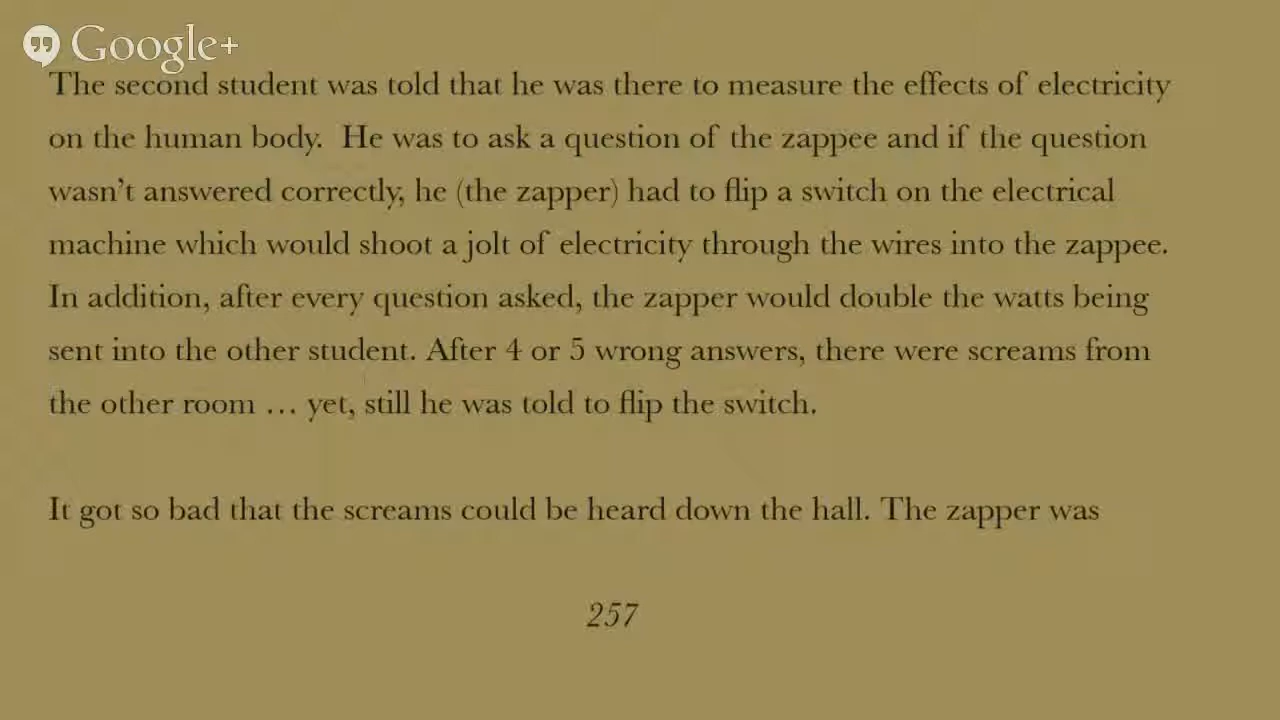 Google+
The second student was told that he was there to measure the effects of electricity
on the human body. He was to ask a question of the zappee and if the question
wasn’t answered correctly, he (the zapper) had to flip a switch on the electrical
machine which would shoot a jolt of electricity through the wires into the zappee.
In addition, after every question asked, the zapper would double the watts being
sent into the other student. After 4 or 5 wrong answers, there were screams from
the other room … yet, still he was told to flip the switch.
It got so bad that the screams could be heard down the hall. The zapper was
257